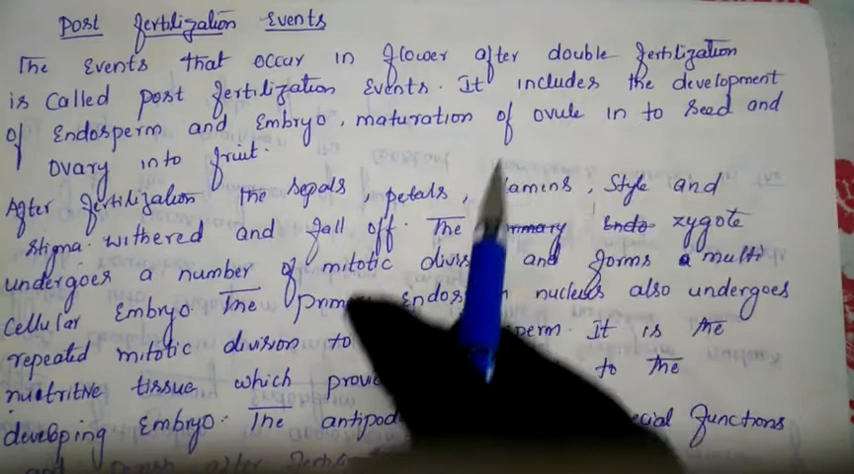 Post fertilization Events
The Events that occur in flower after double fertilization
is called post fertilization Events. It includes the development
of Endosperm and Embryo, maturation of ovule in to seed and
ovary into fruit.
After fertilization the sepals, petals, stamens, style and
stigma withered and fall off. The zygote
undergoes a number of mitotic and forms a multi
cellular Embryo. The nucleus also undergoes
repeated mitotic division to It is the
nutritive tissue which to the
developing Embryo. The functions
and after